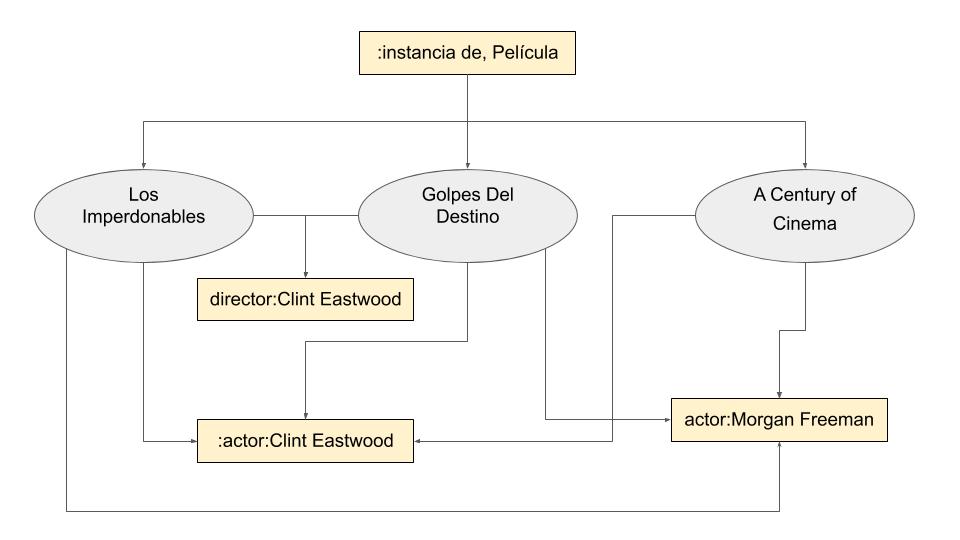 :instancia de, Película
Los
Imperdonables
Golpes Del
Destino
A Century of
Cinema
director:Clint Eastwood
:actor:Clint Eastwood
actor:Morgan Freeman